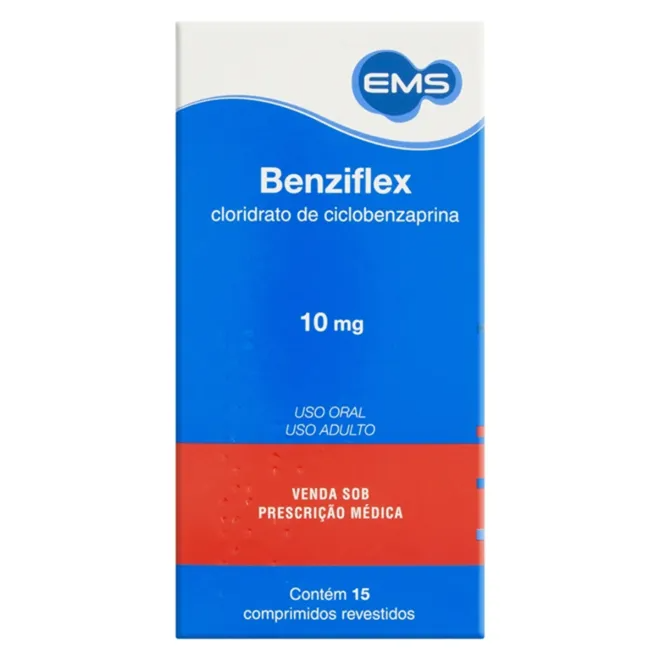 EMS
Benziflex
cloridrato de ciclobenzaprina
10 mg
USO ORAL
USO ADULTO
VENDA SOB
PRESCRIÇÃO MÉDICA
Contém 15
comprimidos revestidos